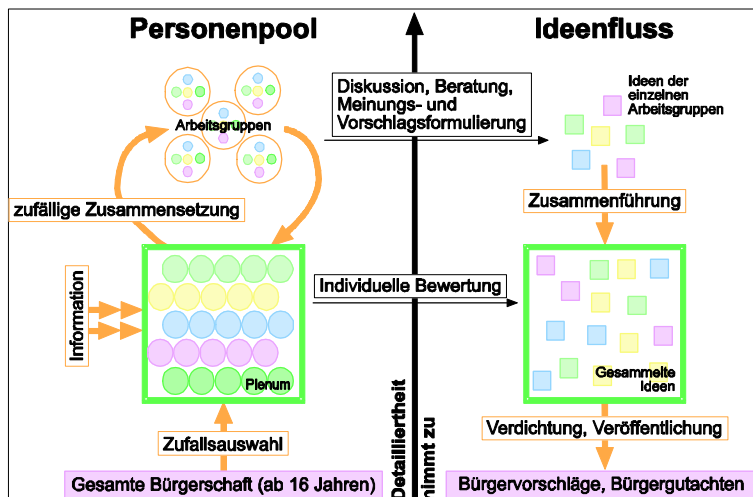 Personenpool
Ideenfluss
Arbeitsgruppen
Diskussion, Beratung,
Meinungs- und
Vorschlagsformulierung
Ideen der
einzelnen
Arbeitsgruppen
zufällige Zusammensetzung
Zusammenführung
Information
Individuelle Bewertung
Plenum
Gesammelte
Ideen
Zufallsauswahl
Verdichtung, Veröffentlichung
Detailliertheit
nimmt zu
Gesamte Bürgerschaft (ab 16 Jahren)
Bürgervorschläge, Bürgergutachten